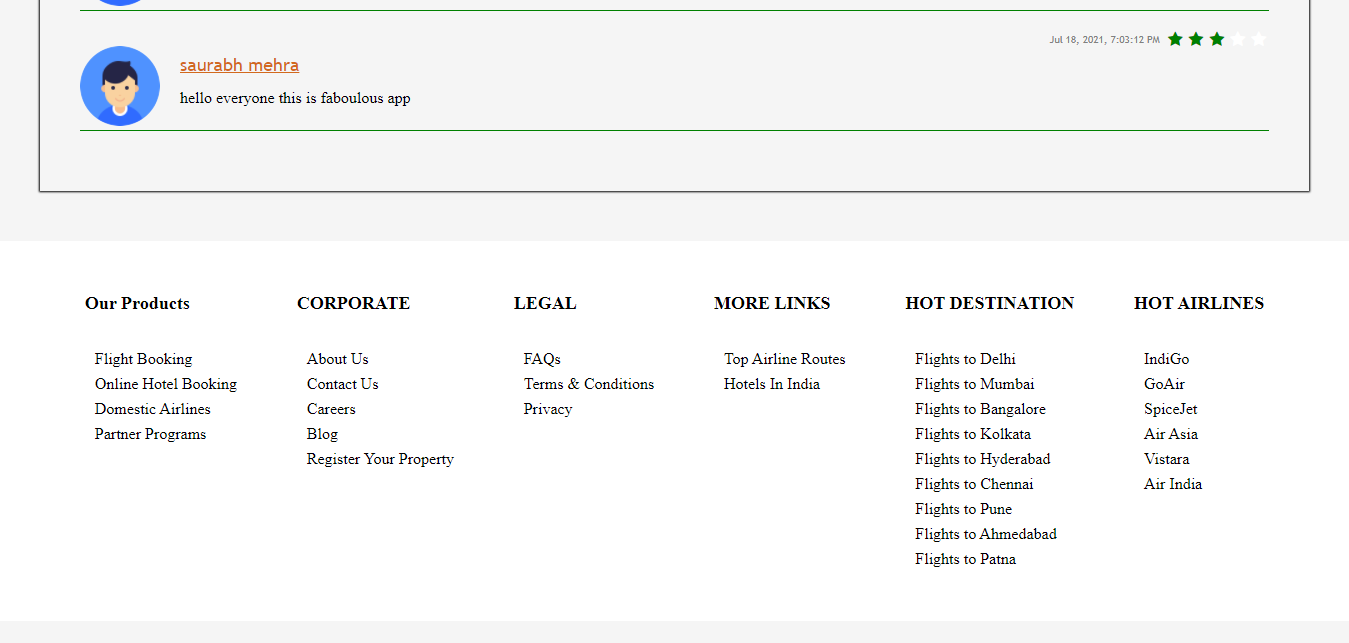 Jul 18, 2021, 7:03:12 PM
saurabh mehra
hello everyone this is faboulous app
Our Products
Flight Booking
Online Hotel Booking
Domestic Airlines
Partner Programs
CORPORATE
About Us
Contact Us
Careers
Blog
Register Your Property
LEGAL
FAQs
Terms & Conditions
Privacy
MORE LINKS
Top Airline Routes
Hotels In India
HOT DESTINATION
Flights to Delhi
Flights to Mumbai
Flights to Bangalore
Flights to Kolkata
Flights to Hyderabad
Flights to Chennai
Flights to Pune
Flights to Ahmedabad
Flights to Patna
HOT AIRLINES
IndiGo
GoAir
SpiceJet
Air Asia
Vistara
Air India